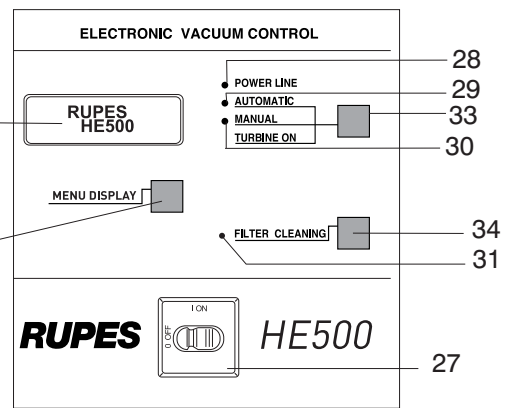 ELECTRONIC VACUUM CONTROL
RUPES
HE500
POWER LINE
AUTOMATIC
MANUAL
TURBINE ON
MENU DISPLAY
FILTER CLEANING
28
29
33
30
34
31
RUPES
I ON
0 OFF
HE500
27